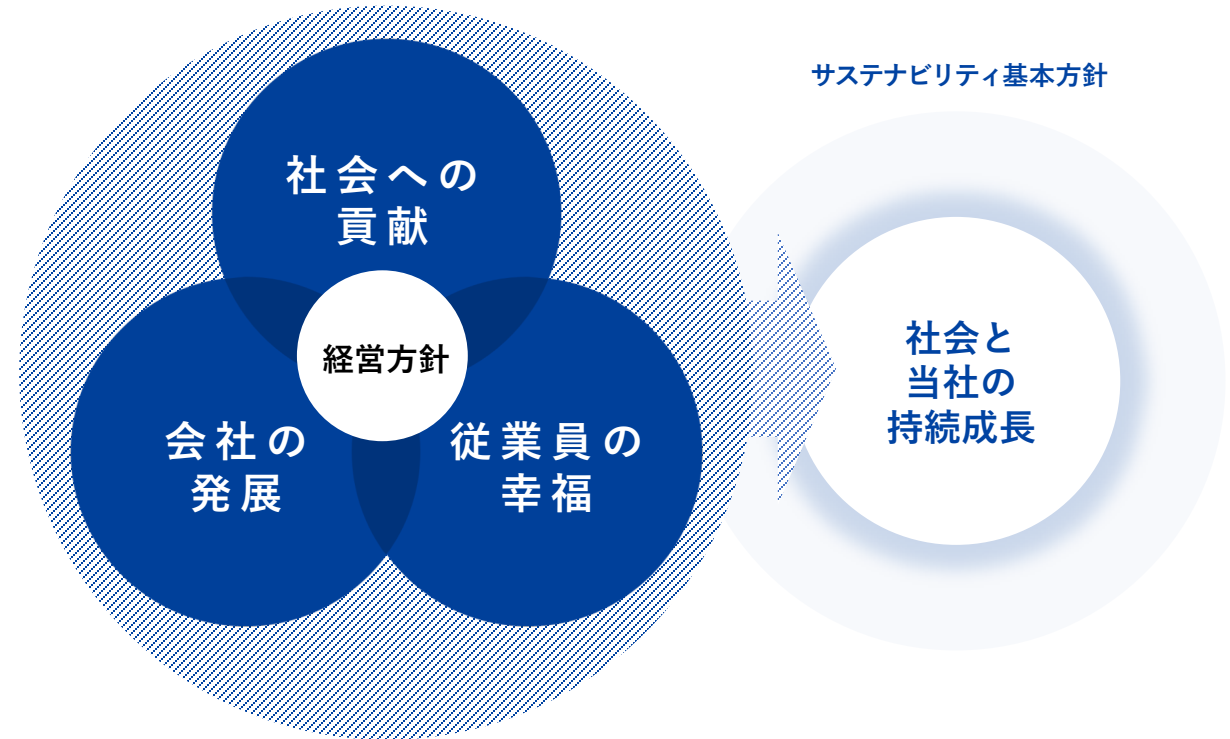 社会への
貢献
経営方針
会社の
発展
従業員の
幸福
サステナビリティ基本方針
社会と
当社の
持続成長